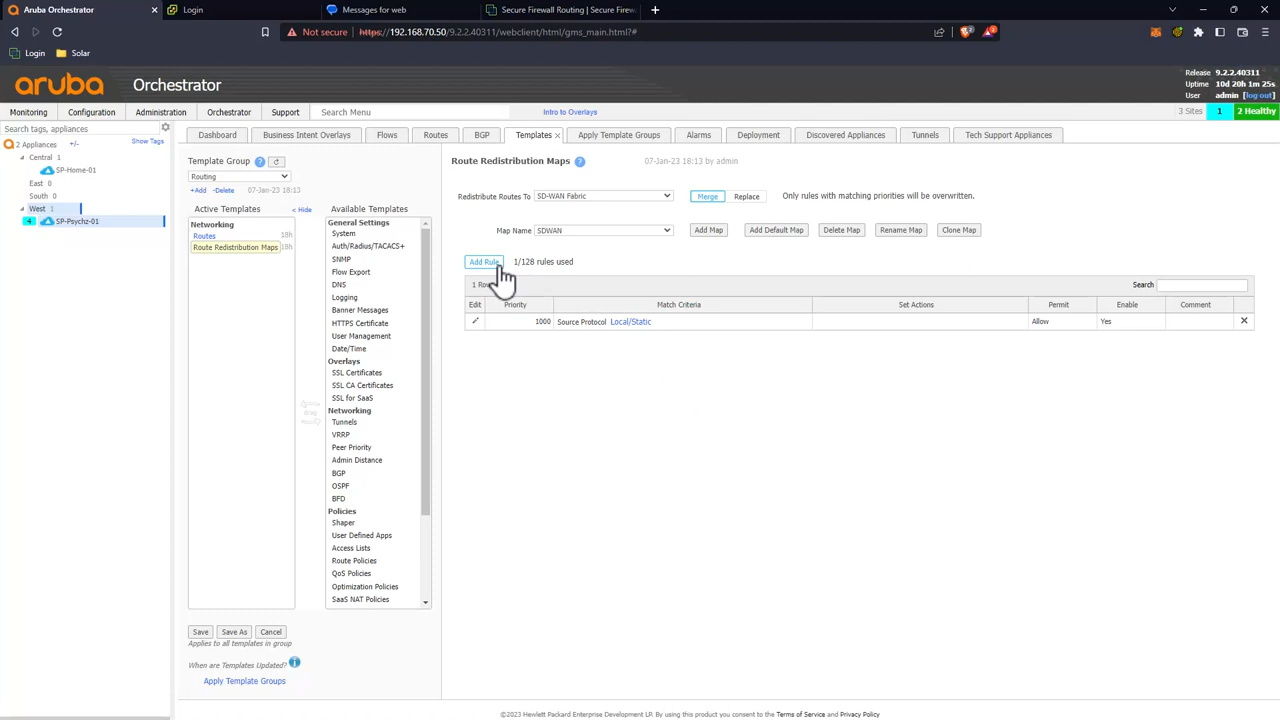 Aruba Orchestrator
Login
Messages for web
Secure Firewall Routing | Secure Firew
Not secure
https://192.168.70.50/9.2.2.40311/webclient/html/gms_main.html?#
Login
Solar
aruba
Orchestrator
Release 9.2.2.40311
Uptime 10d 20h 1m 25s
User admin [log out]
Monitoring
Configuration
Administration
Orchestrator
Support
Search Menu
Intro to Overlays
3 Sites
1
2 Healthy
Search tags, appliances
2 Appliances
+/-
Show Tags
Central 1
SP-Home-01
East 0
South 0
West 1
4
SP-Psychz-01
Dashboard
Business Intent Overlays
Flows
Routes
BGP
Templates
Apply Template Groups
Alarms
Deployment
Discovered Appliances
Tunnels
Tech Support Appliances
Template Group
Routing
+Add -Delete 07-Jan-23 18:13
Active Templates
< Hide
Networking
Routes 18h
Route Redistribution Maps 18h
drag
Available Templates
General Settings
System
Auth/Radius/TACACS+
SNMP
Flow Export
DNS
Logging
Banner Messages
HTTPS Certificate
User Management
Date/Time
Overlays
SSL Certificates
SSL CA Certificates
SSL for SaaS
Networking
Tunnels
VRRP
Peer Priority
Admin Distance
BGP
OSPF
BFD
Policies
Shaper
User Defined Apps
Access Lists
Route Policies
QoS Policies
Optimization Policies
SaaS NAT Policies
Save
Save As
Cancel
Applies to all templates in group
When are Templates Updated?
Apply Template Groups
Route Redistribution Maps
07-Jan-23 18:13 by admin
Redistribute Routes To SD-WAN Fabric
Merge
Replace
Only rules with matching priorities will be overwritten.
Map Name SDWAN
Add Map
Add Default Map
Delete Map
Rename Map
Clone Map
Add Rule
1/128 rules used
1 Ro
Search
Edit Priority Match Criteria Set Actions Permit Enable Comment
1000 Source Protocol Local/Static Allow Yes
©2023 Hewlett Packard Enterprise Development LP. By using this product you consent to the Terms of Service and Privacy Policy